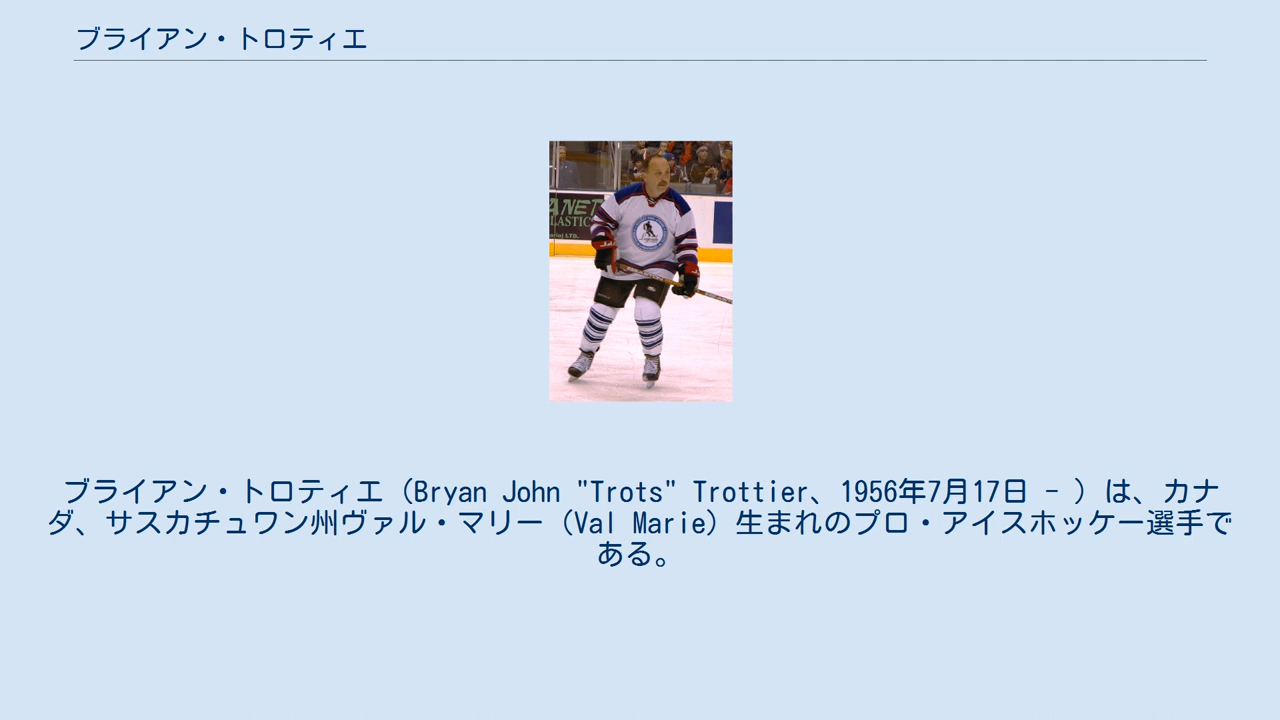 ブライアン・トロティエ
ANET
LASTIC
LTD.
ブライアン・トロティエ（Bryan John "Trots" Trottier、1956年7月17日 - ）は、カナ
ダ、サスカチュワン州ヴァル・マリー（Val Marie）生まれのプロ・アイスホッケー選手で
ある。